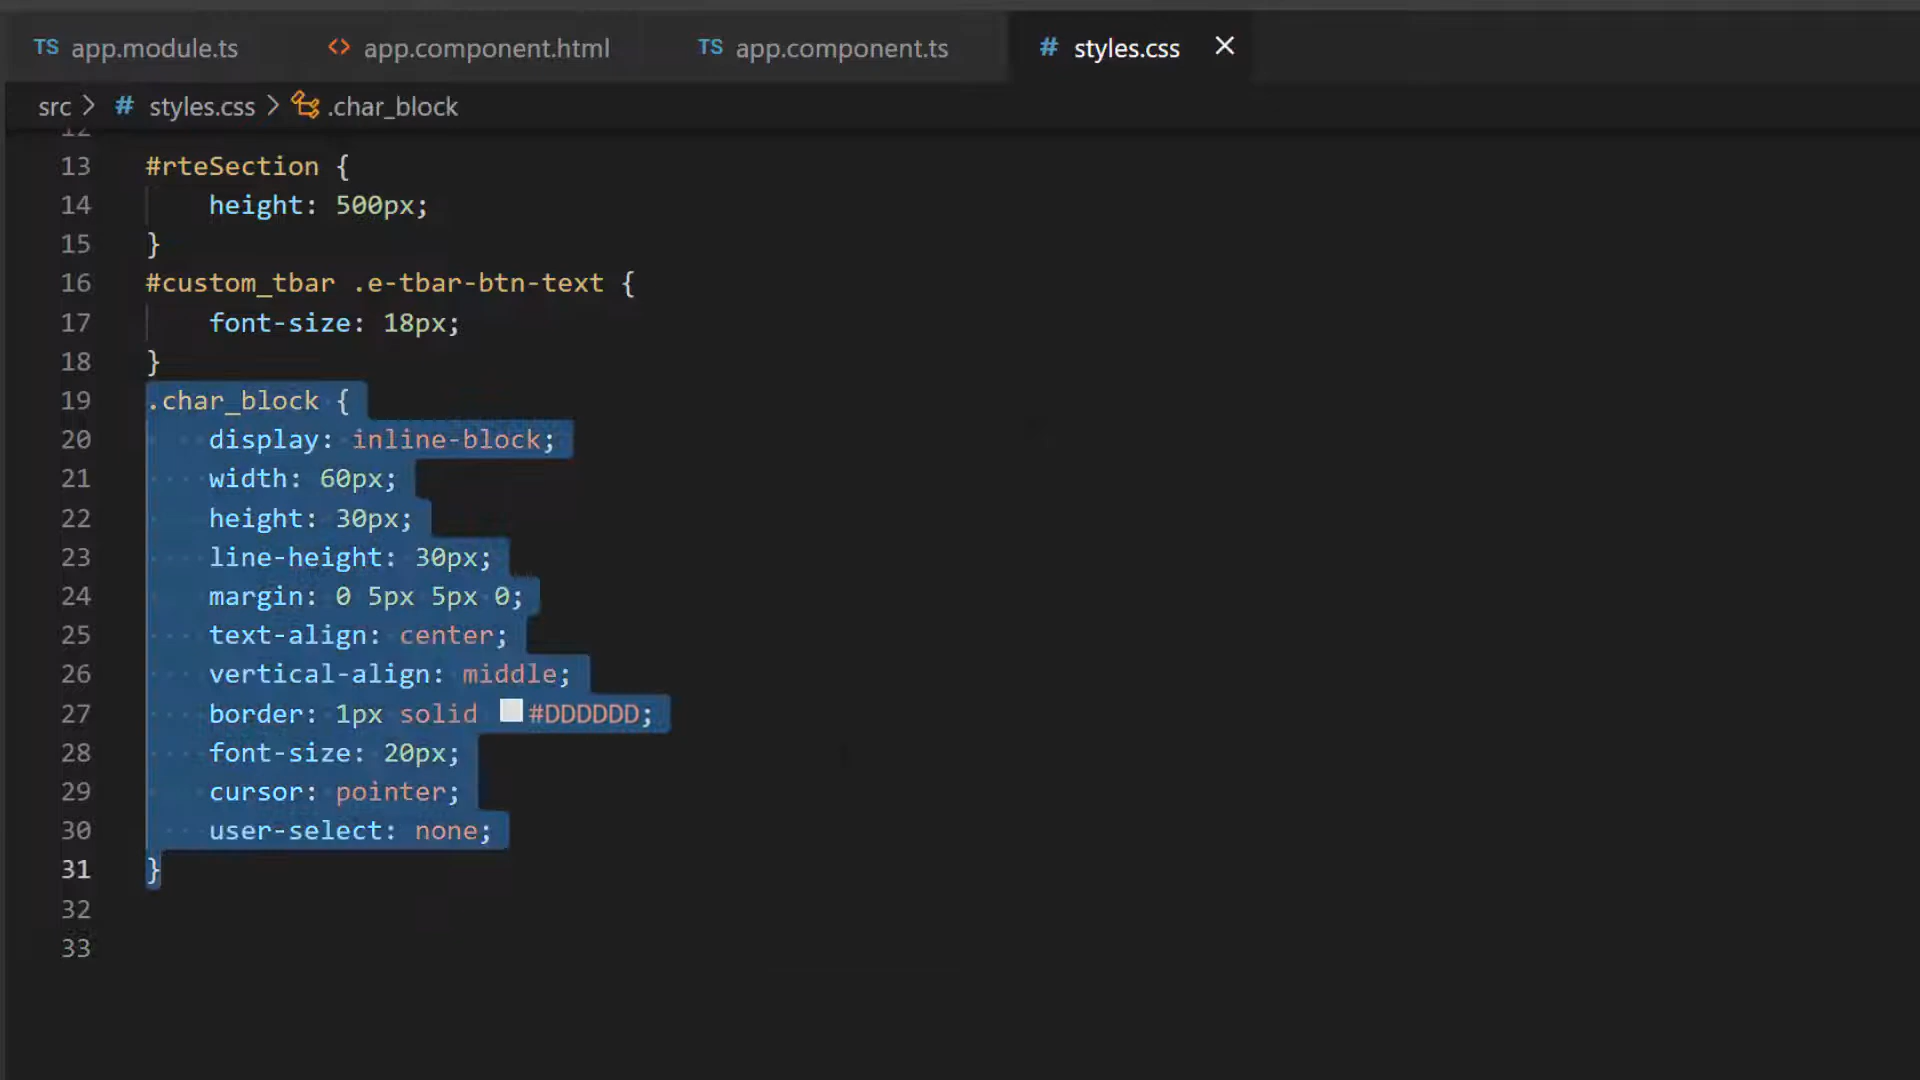 TS app.module.ts <> app.component.html TS app.component.ts # styles.css ×
src > # styles.css > .char_block
12
13 #rteSection {
14 height: 500px;
15 }
16 #custom_tbar .e-tbar-btn-text {
17 font-size: 18px;
18 }
19 .char_block {
20 display: inline-block;
21 width: 60px;
22 height: 30px;
23 line-height: 30px;
24 margin: 0 5px 5px 0;
25 text-align: center;
26 vertical-align: middle;
27 border: 1px solid #DDDDDD;
28 font-size: 20px;
29 cursor: pointer;
30 user-select: none;
31 }
32
33